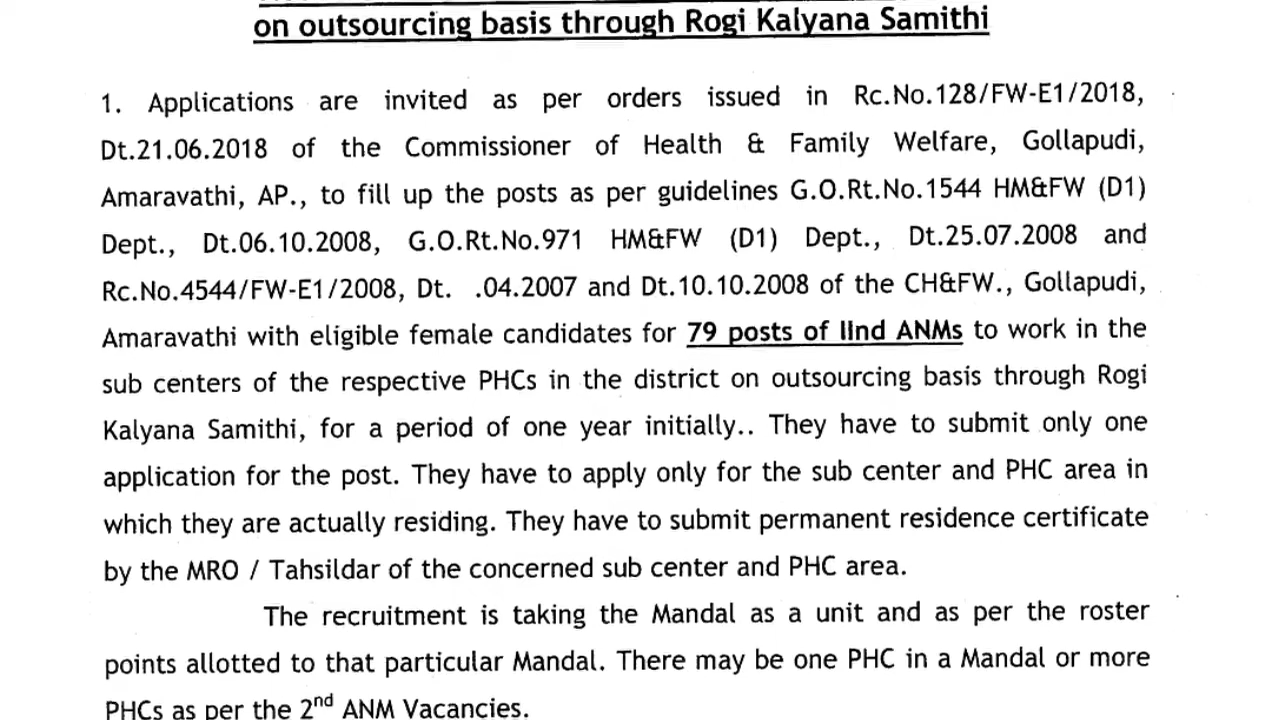 on outsourcing basis through Rogi Kalyana Samithi
1. Applications are invited as per orders issued in Rc.No.128/FW-E1/2018,
Dt.21.06.2018 of the Commissioner of Health & Family Welfare, Gollapudi,
Amaravathi, AP., to fill up the posts as per guidelines G.O.Rt.No.1544 HM&FW (D1)
Dept., Dt.06.10.2008, G.O.Rt.No.971 HM&FW (D1) Dept., Dt.25.07.2008 and
Rc.No.4544/FW-E1/2008, Dt. .04.2007 and Dt.10.10.2008 of the CH&FW., Gollapudi,
Amaravathi with eligible female candidates for 79 posts of IInd ANMs to work in the
sub centers of the respective PHCs in the district on outsourcing basis through Rogi
Kalyana Samithi, for a period of one year initially.. They have to submit only one
application for the post. They have to apply only for the sub center and PHC area in
which they are actually residing. They have to submit permanent residence certificate
by the MRO / Tahsildar of the concerned sub center and PHC area.
The recruitment is taking the Mandal as a unit and as per the roster
points allotted to that particular Mandal. There may be one PHC in a Mandal or more
PHCs as per the 2nd ANM Vacancies.